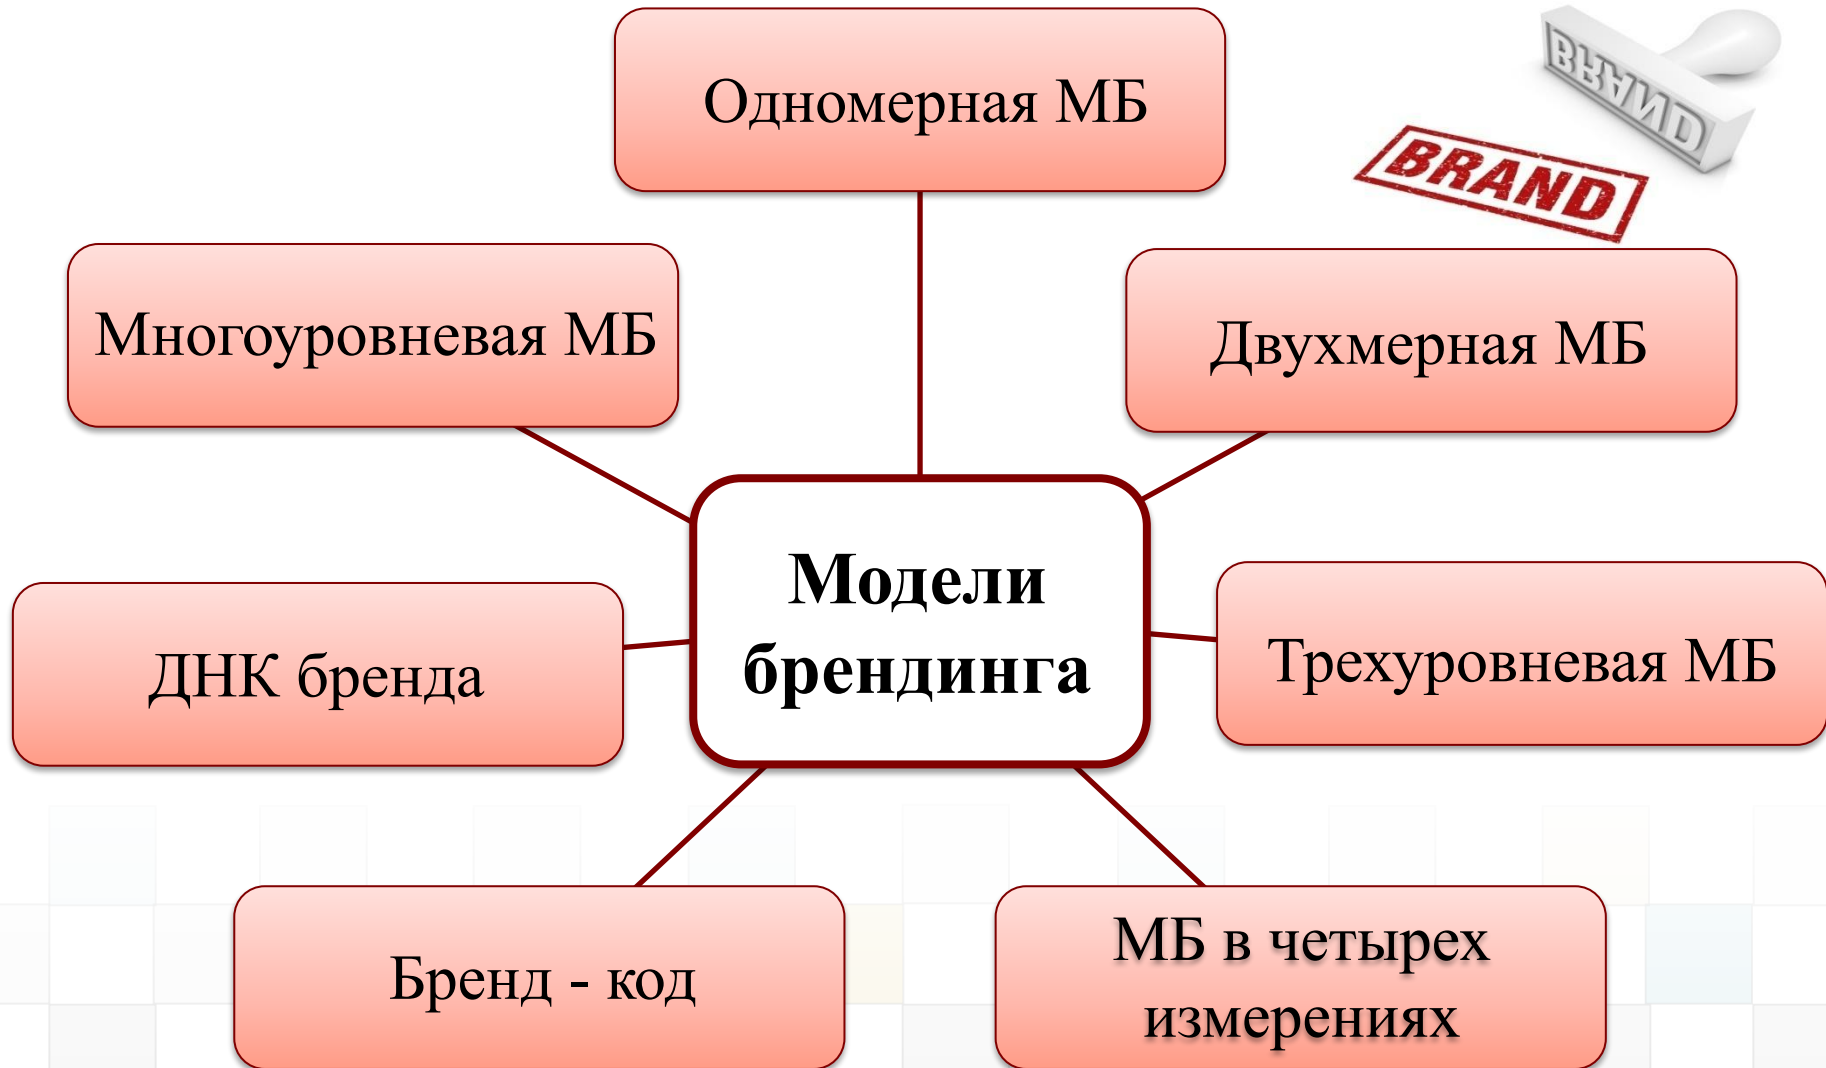 Одномерная МБ
BRAND
BRAND
Многоуровневая МБ
Двухмерная МБ
Модели
брендинга
ДНК бренда
Трехуровневая МБ
Бренд - код
МБ в четырех
измерениях